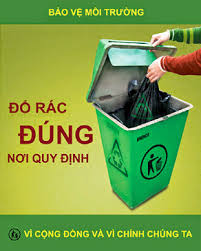 BẢO VỆ MÔI TRƯỜNG
ĐỔ RÁC
ĐÚNG
NƠI QUY ĐỊNH
VÌ CỘNG ĐỒNG VÀ VÌ CHÍNH CHÚNG TA